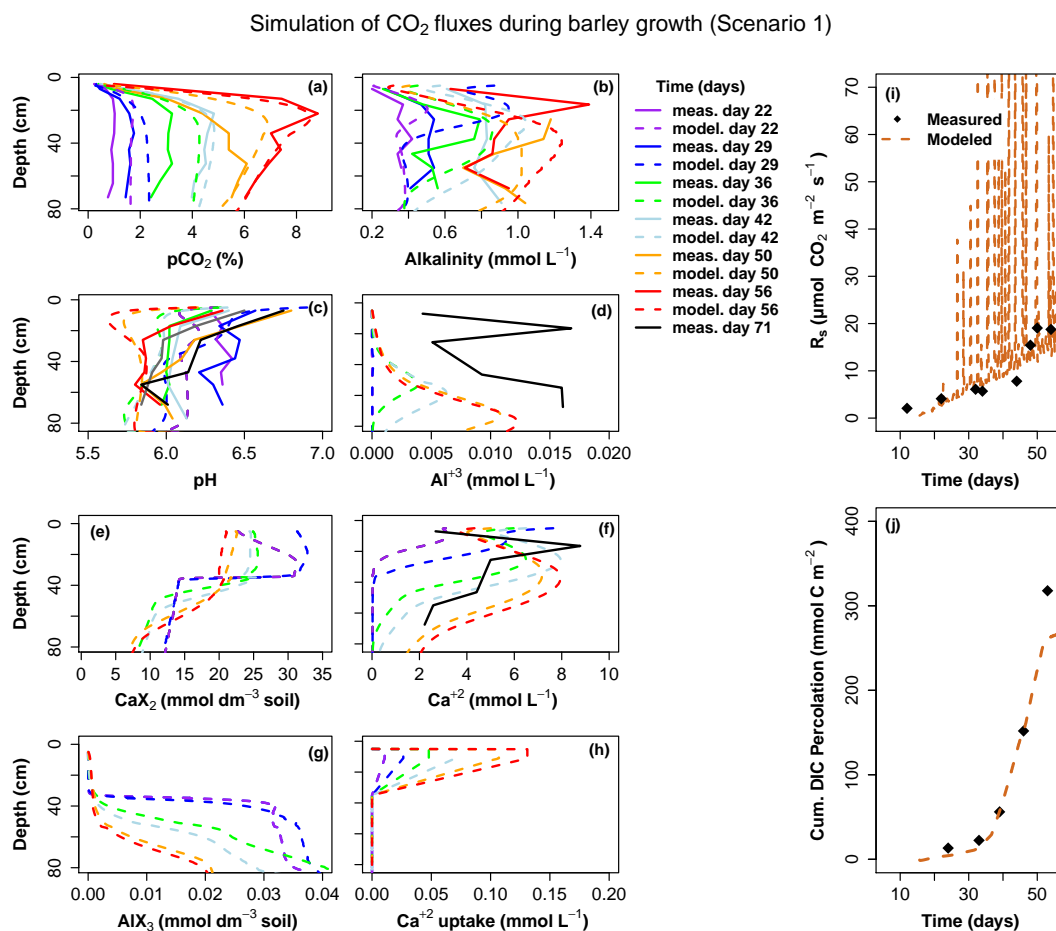 Simulation of CO₂ fluxes during barley growth (Scenario 1)
(a)
Depth (cm)
0
40
80
0 2 4 6 8
pCO₂ (%)
(b)
0.2 0.6 1.0 1.4
Alkalinity (mmol L⁻¹)
Time (days)
meas. day 22
model. day 22
meas. day 29
model. day 29
meas. day 36
model. day 36
meas. day 42
model. day 42
meas. day 50
model. day 50
meas. day 56
model. day 56
meas. day 71
(c)
Depth (cm)
0
40
80
5.5 6.0 6.5 7.0
pH
(d)
0.000 0.005 0.010 0.015 0.020
Al⁺³ (mmol L⁻¹)
(e)
Depth (cm)
0
40
80
0 5 10 15 20 25 30 35
CaX₂ (mmol dm⁻³ soil)
(f)
0 2 4 6 8 10
Ca⁺² (mmol L⁻¹)
(g)
Depth (cm)
0
40
80
0.00 0.01 0.02 0.03 0.04
AlX₃ (mmol dm⁻³ soil)
(h)
0.00 0.05 0.10 0.15 0.20
Ca⁺² uptake (mmol L⁻¹)
(i)
Measured
Modeled
Rₛ (µmol CO₂ m⁻² s⁻¹)
0 10 20 30 40 50 60 70
10 30 50
Time (days)
(j)
Cum. DIC Percolation (mmol C m⁻²)
0 100 200 300 400
10 30 50
Time (days)